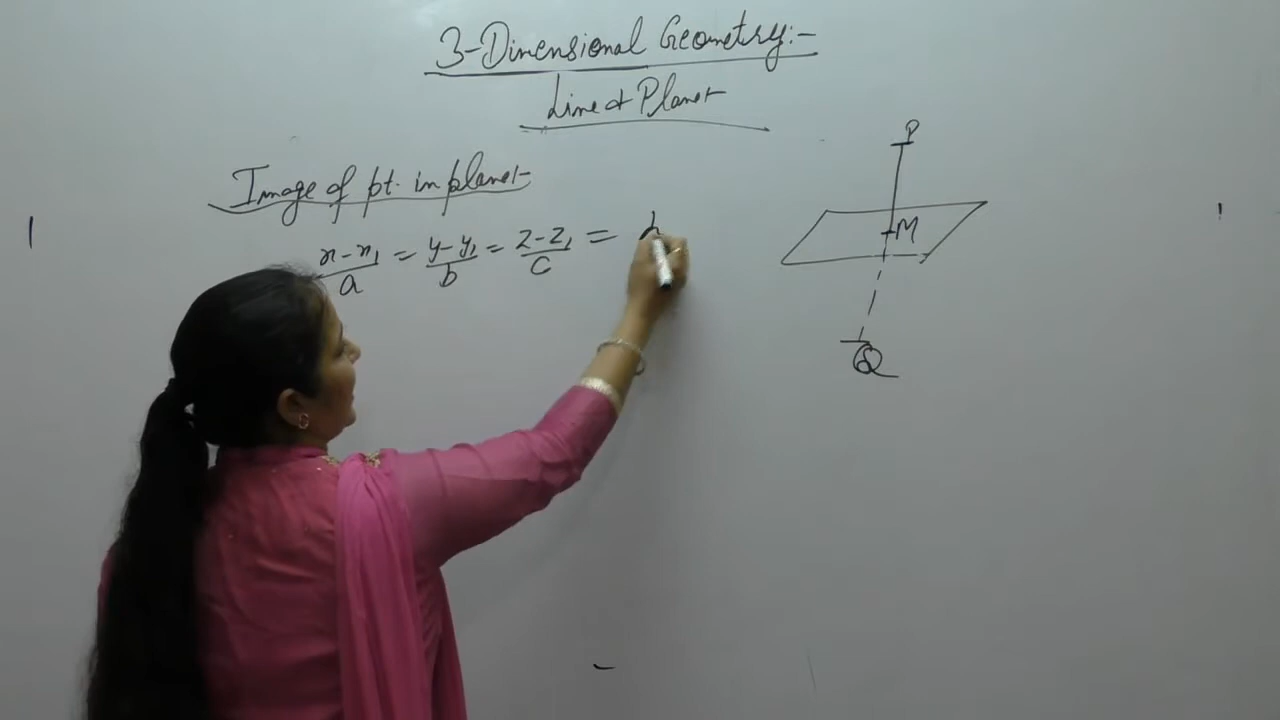 3-Dimensional Geometry:-
Line & Plane:-
Image of pt. in plane:-
x-x₁/a = y-y₁/b = z-z₁/c =
P
M
Q